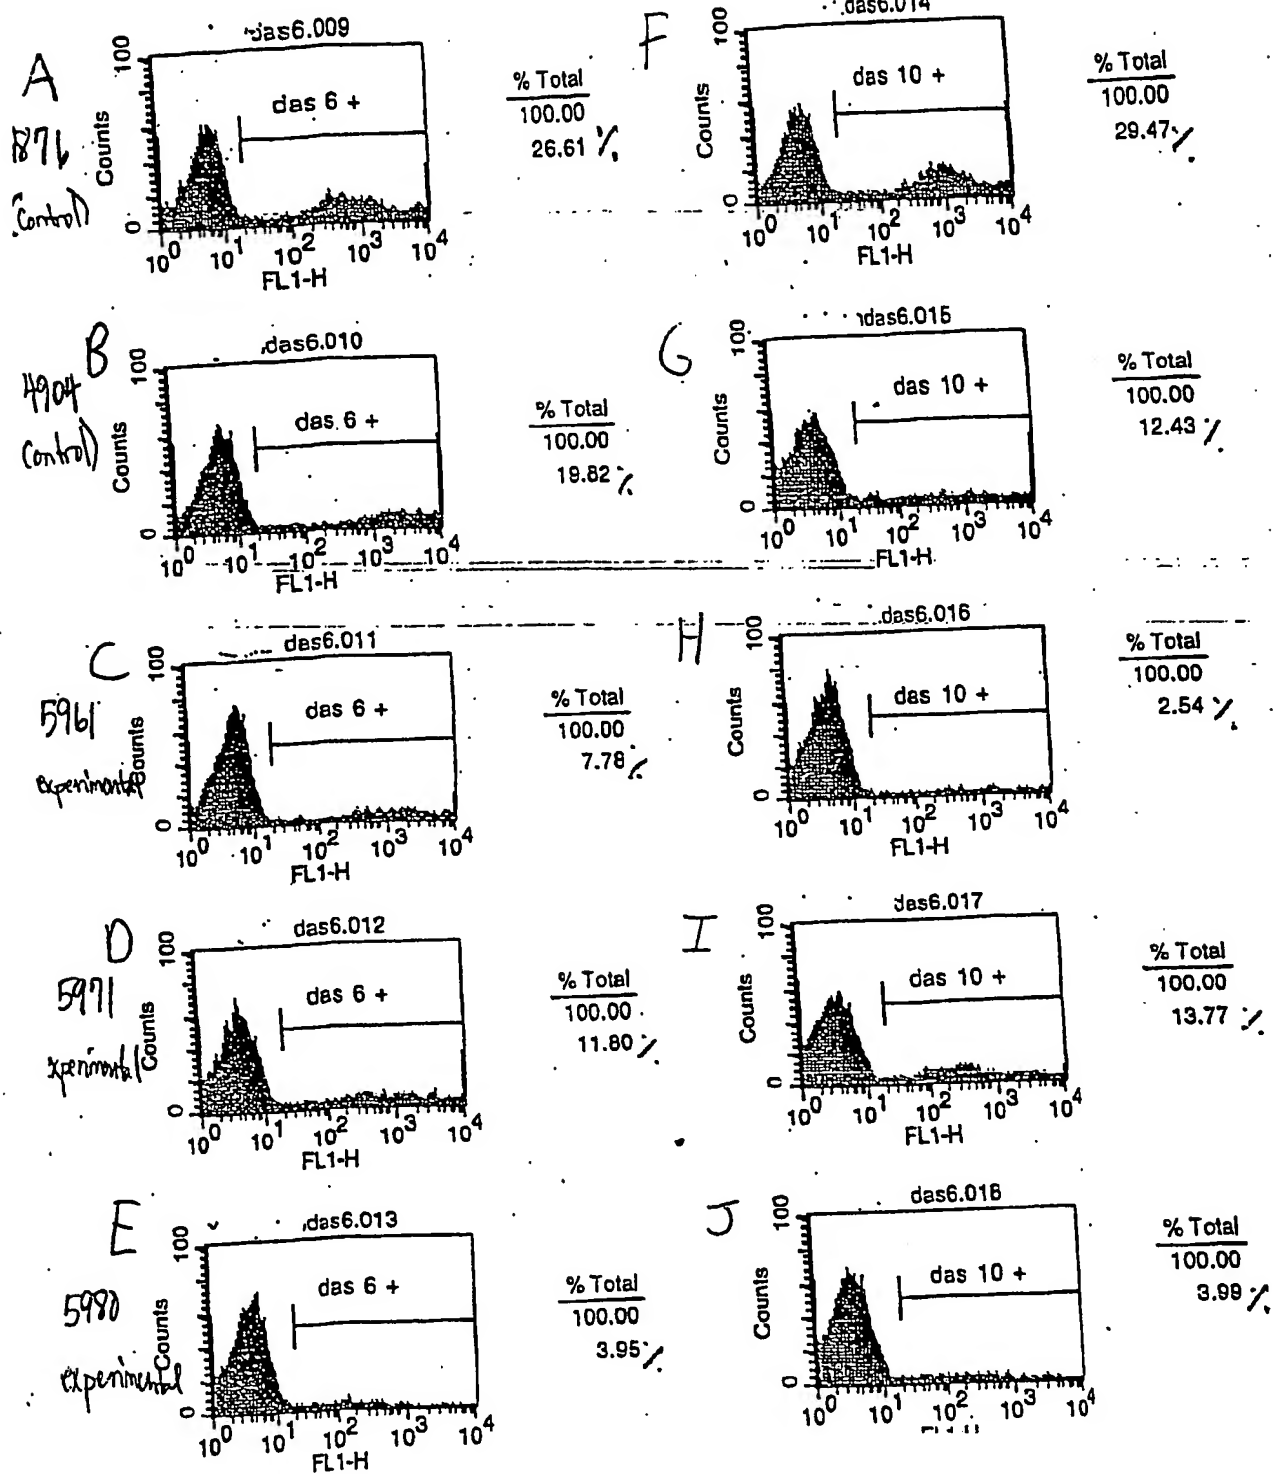 A
das6.009
100
Counts
0
das 6 +
10^0 10^1 10^2 10^3 10^4
FL1-H
% Total
100.00
26.61 %
(Control)
F
das6.014
100
Counts
0
das 10 +
10^0 10^1 10^2 10^3 10^4
FL1-H
% Total
100.00
29.47 %
B
4904
Control)
das6.010
100
Counts
0
das 6 +
10^0 10^1 10^2 10^3 10^4
FL1-H
% Total
100.00
19.82 %
G
das6.015
100
Counts
0
das 10 +
10^0 10^1 10^2 10^3 10^4
FL1-H
% Total
100.00
12.43 %
C
5961
experimental
das6.011
100
Counts
0
das 6 +
10^0 10^1 10^2 10^3 10^4
FL1-H
% Total
100.00
7.78 %
H
das6.016
100
Counts
0
das 10 +
10^0 10^1 10^2 10^3 10^4
FL1-H
% Total
100.00
2.54 %
D
5971
xperimental
das6.012
100
Counts
0
das 6 +
10^0 10^1 10^2 10^3 10^4
FL1-H
% Total
100.00
11.80 %
I
das6.017
100
Counts
0
das 10 +
10^0 10^1 10^2 10^3 10^4
FL1-H
% Total
100.00
13.77 %
E
5980
experimental
das6.013
100
Counts
0
das 6 +
10^0 10^1 10^2 10^3 10^4
FL1-H
% Total
100.00
3.95 %
J
das6.018
100
Counts
0
das 10 +
10^0 10^1 10^2 10^3 10^4
% Total
100.00
3.99 %